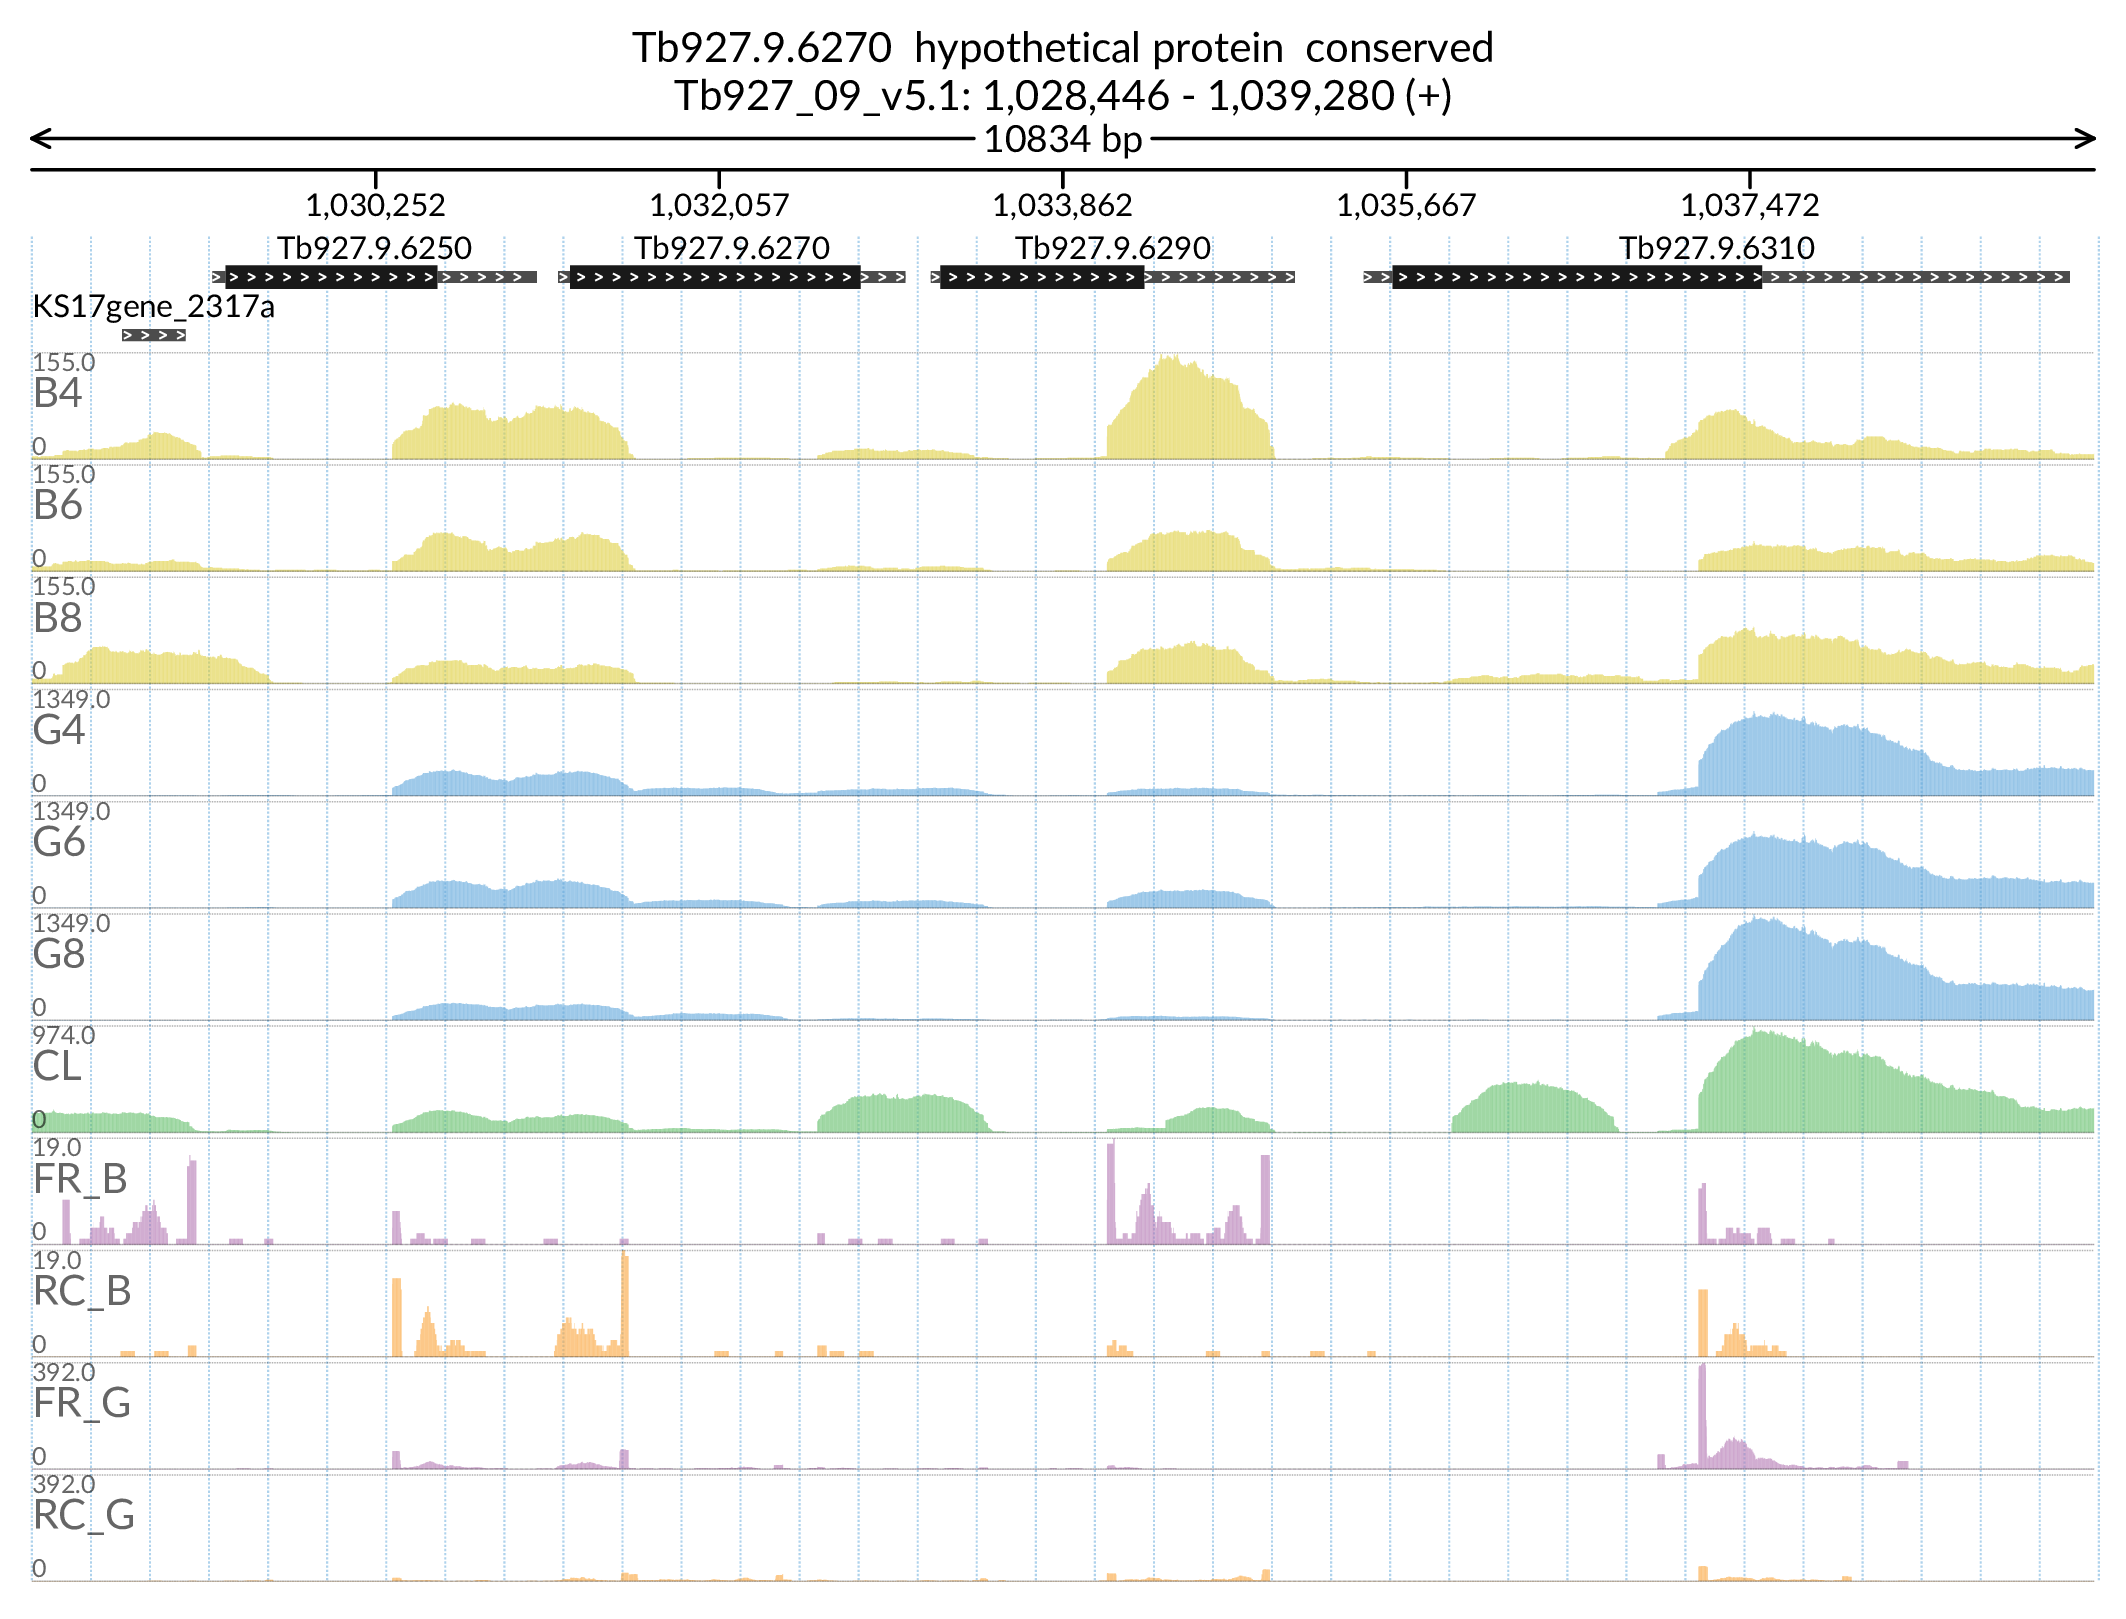 Tb927.9.6270 hypothetical protein conserved
Tb927_09_v5.1: 1,028,446 - 1,039,280 (+)
10834 bp
1,030,252 1,032,057 1,033,862 1,035,667 1,037,472
Tb927.9.6250 Tb927.9.6270 Tb927.9.6290 Tb927.9.6310
KS17gene_2317a
155.0
B4
0
155.0
B6
0
155.0
B8
0
1349.0
G4
0
1349.0
G6
0
1349.0
G8
0
974.0
CL
0
19.0
FR_B
0
19.0
RC_B
0
392.0
FR_G
0
392.0
RC_G
0